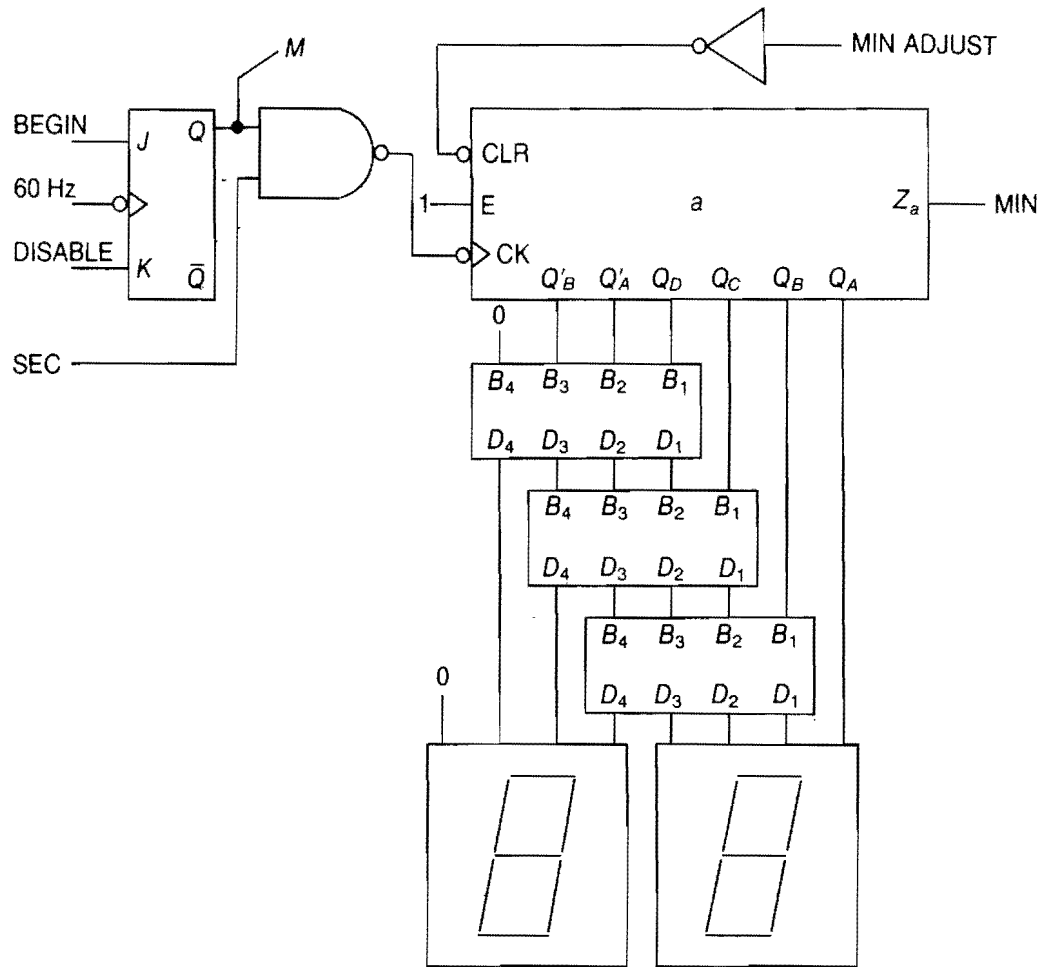 M
MIN ADJUST
BEGIN
J Q
CLR
60 Hz
1 E a Z_a MIN
DISABLE
K Q̅
CK
Q'_B Q'_A Q_D Q_C Q_B Q_A
0
SEC
B_4 B_3 B_2 B_1
D_4 D_3 D_2 D_1
B_4 B_3 B_2 B_1
D_4 D_3 D_2 D_1
B_4 B_3 B_2 B_1
0
D_4 D_3 D_2 D_1